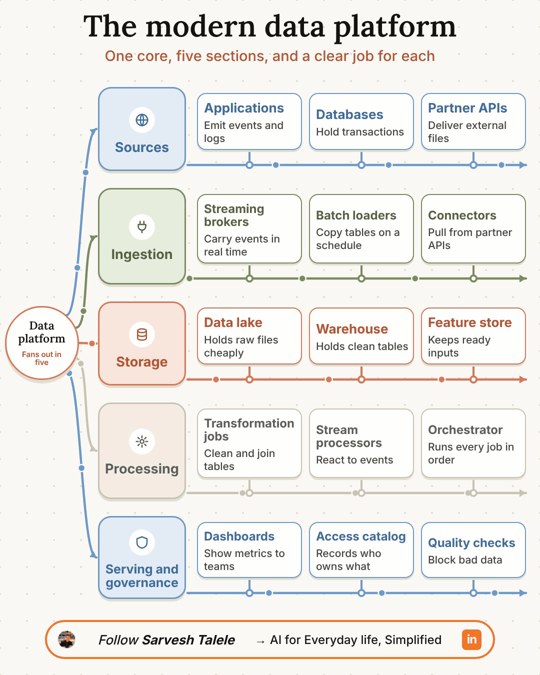 The modern data platform
One core, five sections, and a clear job for each
Data
platform
Fans out in
five
Sources
Applications
Emit events and
logs
Databases
Hold transactions
Partner APIs
Deliver external
files
Ingestion
Streaming
brokers
Carry events in
real time
Batch loaders
Copy tables on a
schedule
Connectors
Pull from partner
APIs
Storage
Data lake
Holds raw files
cheaply
Warehouse
Holds clean tables
Feature store
Keeps ready
inputs
Processing
Transformation
jobs
Clean and join
tables
Stream
processors
React to events
Orchestrator
Runs every job in
order
Serving and
governance
Dashboards
Show metrics to
teams
Access catalog
Records who
owns what
Quality checks
Block bad data
Follow Sarvesh Talele → AI for Everyday life, Simplified in